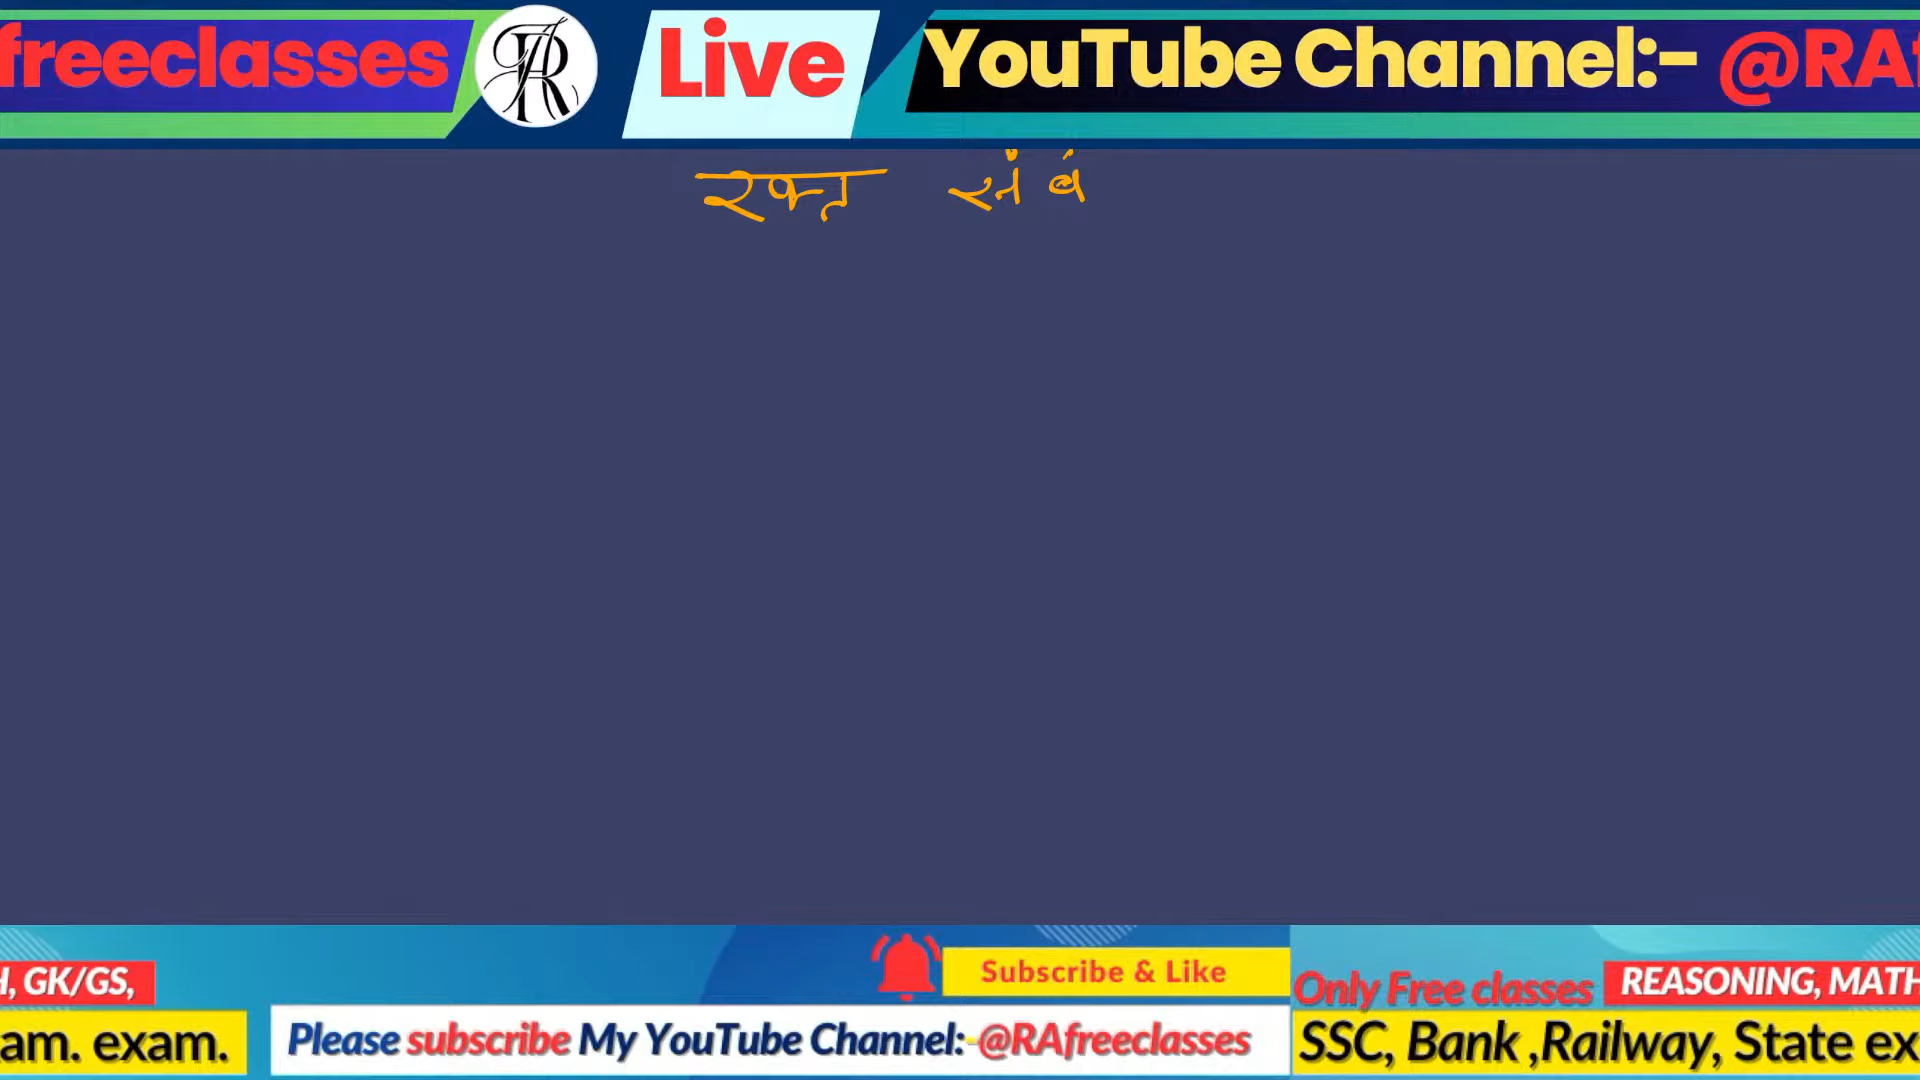 freeclasses Live YouTube Channel:- @RAf
रक्त संबं
Subscribe & Like
H, GK/GS, Only Free classes REASONING, MATH
am. exam. Please subscribe My YouTube Channel:-@RAfreeclasses SSC, Bank ,Railway, State ex